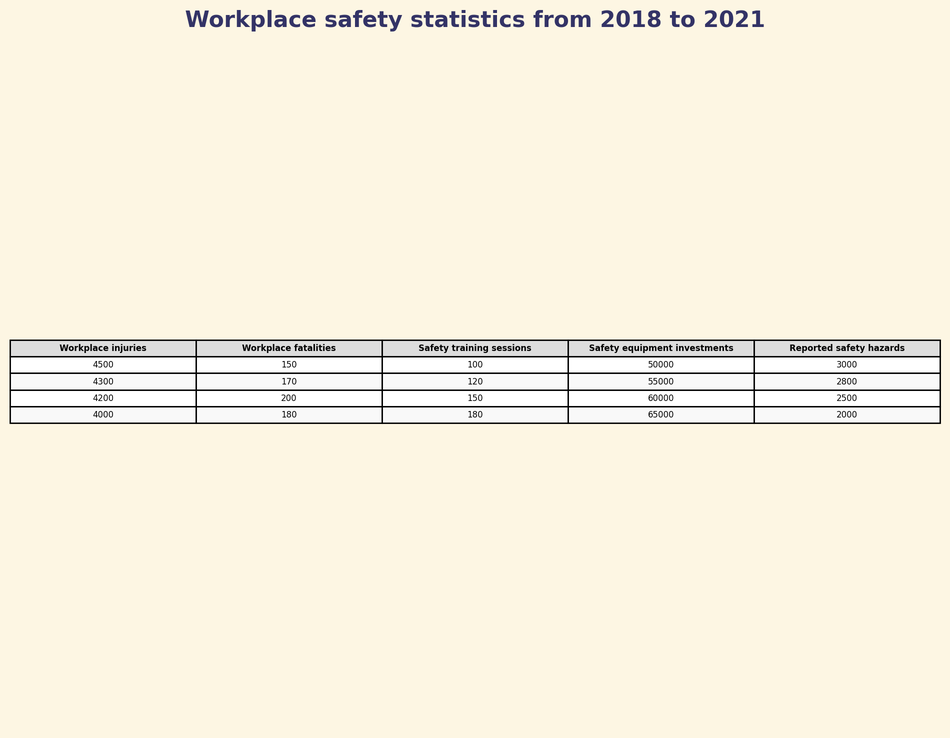 Workplace safety statistics from 2018 to 2021
Workplace injuries Workplace fatalities Safety training sessions Safety equipment investments Reported safety hazards
4500 150 100 50000 3000
4300 170 120 55000 2800
4200 200 150 60000 2500
4000 180 180 65000 2000